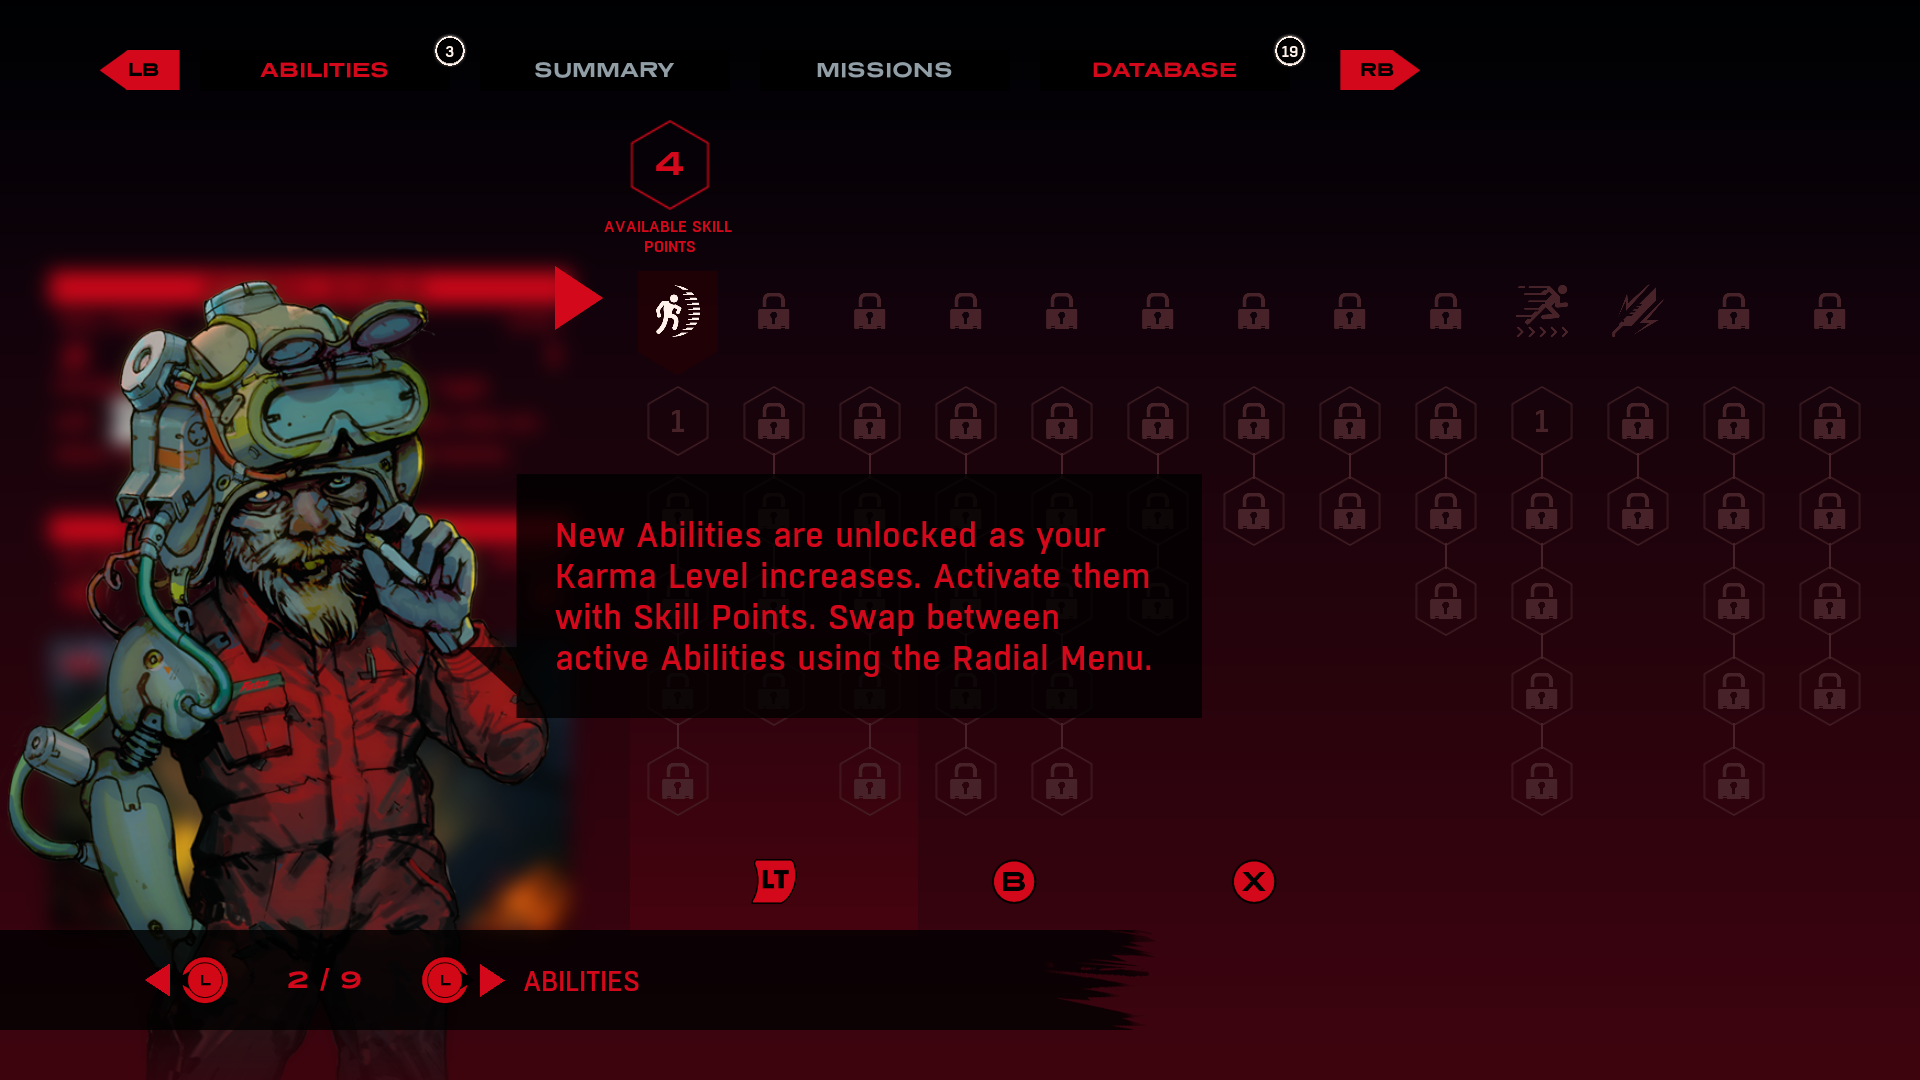 LB ABILITIES 3 SUMMARY MISSIONS DATABASE 19 RB
4
AVAILABLE SKILL
POINTS
1 1
New Abilities are unlocked as your
Karma Level increases. Activate them
with Skill Points. Swap between
active Abilities using the Radial Menu.
LT B X
L 2 / 9 L ABILITIES